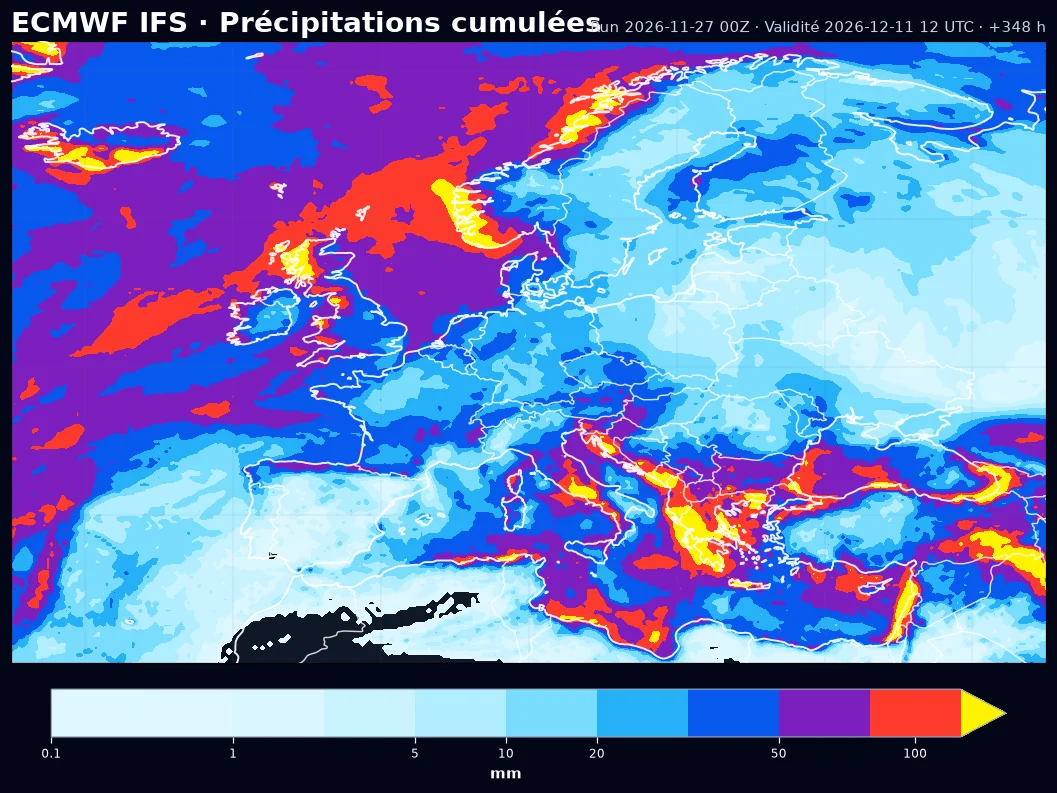 ECMWF IFS · Précipitations cumulées
Run 2026-11-27 00Z · Validité 2026-12-11 12 UTC · +348 h
0.1 1 5 10 20 50 100
mm